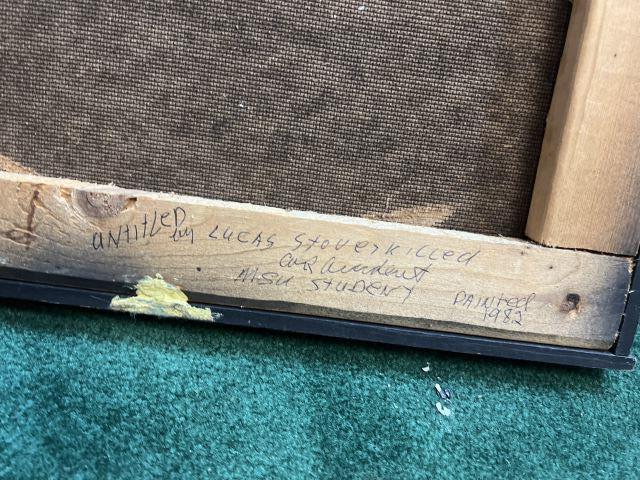 untitled by LUCAS Stover killed
car accident
MSU STUDENT
PAINTED
1982